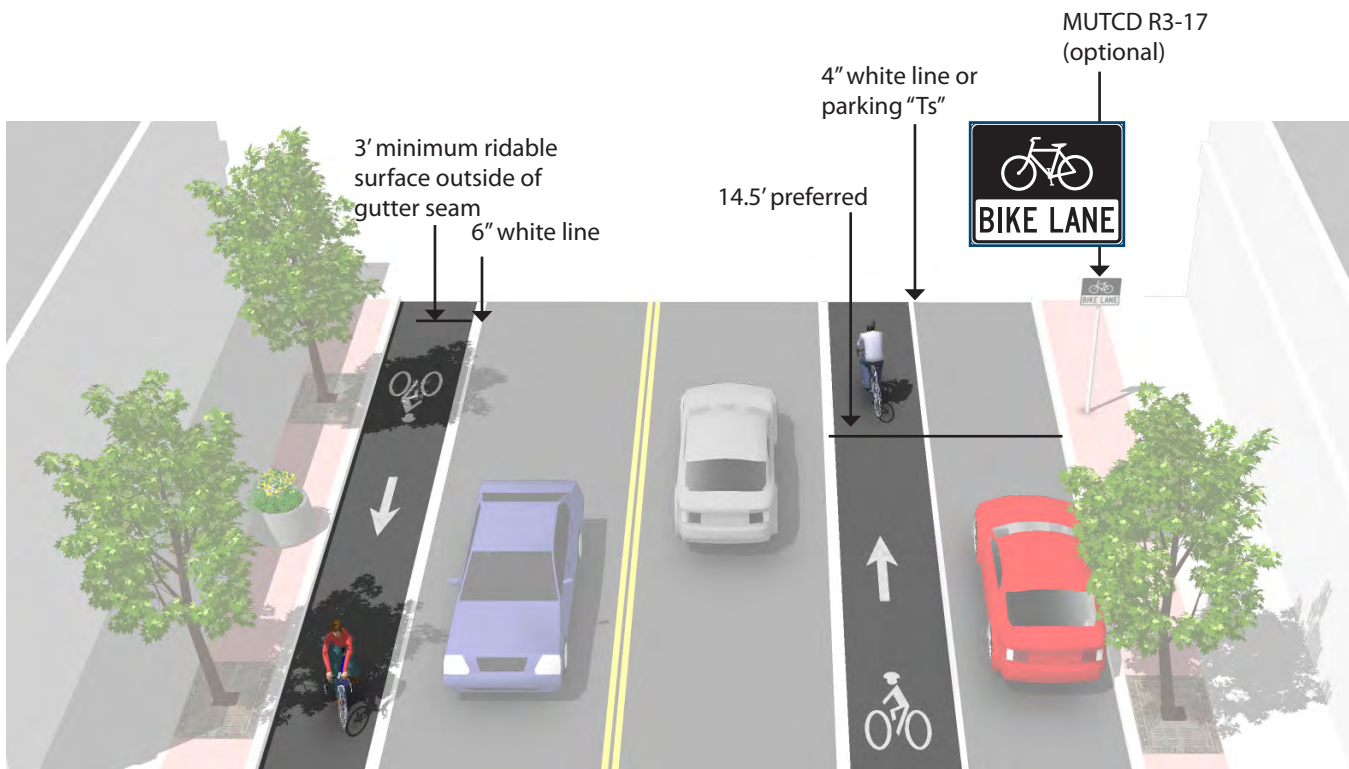 MUTCD R3-17
(optional)
4” white line or
parking “Ts”
3’ minimum ridable
surface outside of
gutter seam
14.5’ preferred
6” white line
BIKE LANE
BIKE LANE